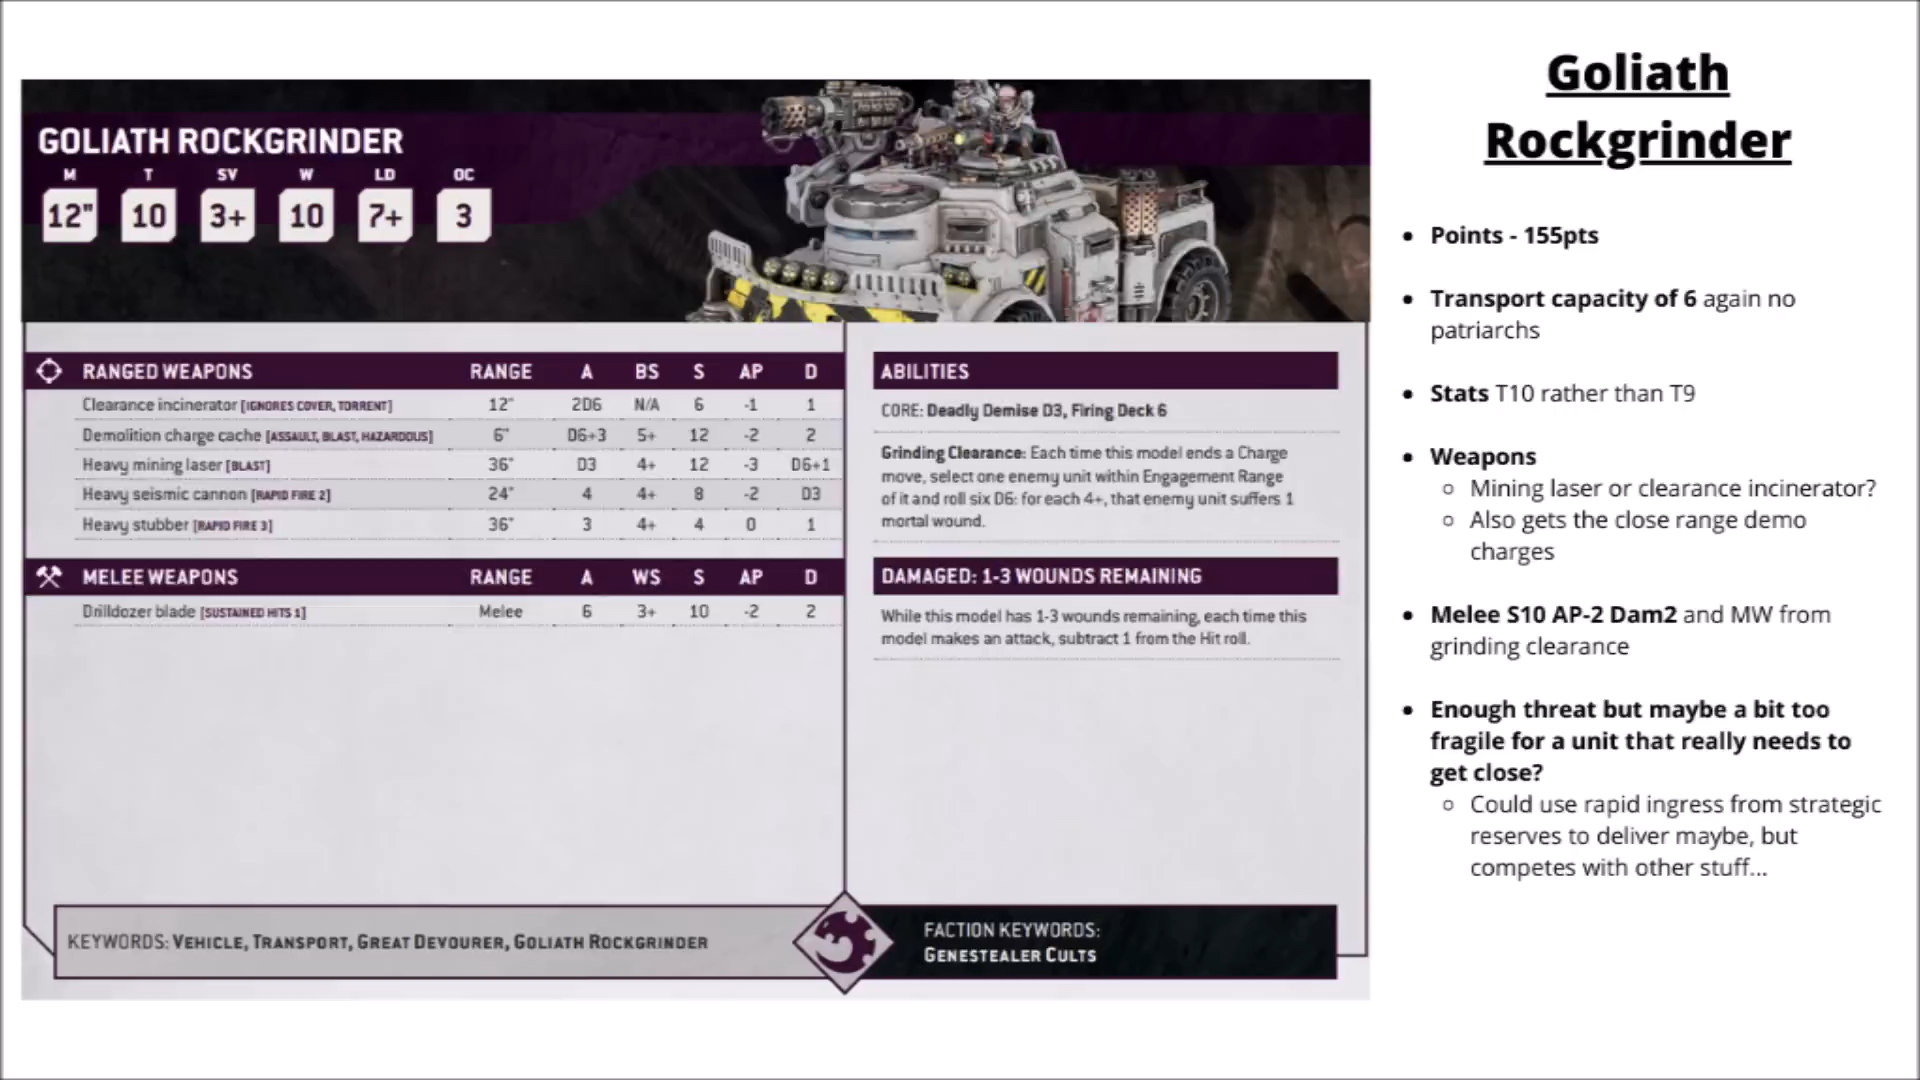 GOLIATH ROCKGRINDER
M T SV W LD OC
12" 10 3+ 10 7+ 3
RANGED WEAPONS RANGE A BS S AP D
Clearance incinerator [IGNORES COVER, TORRENT] 12" 2D6 N/A 6 -1 1
Demolition charge cache [ASSAULT, BLAST, HAZARDOUS] 6" D6+3 5+ 12 -2 2
Heavy mining laser [BLAST] 36" D3 4+ 12 -3 D6+1
Heavy seismic cannon [RAPID FIRE 2] 24" 4 4+ 8 -2 D3
Heavy stubber [RAPID FIRE 3] 36" 3 4+ 4 0 1
MELEE WEAPONS RANGE A WS S AP D
Drilldozer blade [SUSTAINED HITS 1] Melee 6 3+ 10 -2 2
ABILITIES
CORE: Deadly Demise D3, Firing Deck 6
Grinding Clearance: Each time this model ends a Charge
move, select one enemy unit within Engagement Range
of it and roll six D6: for each 4+, that enemy unit suffers 1
mortal wound.
DAMAGED: 1-3 WOUNDS REMAINING
While this model has 1-3 wounds remaining, each time this
model makes an attack, subtract 1 from the Hit roll.
KEYWORDS: VEHICLE, TRANSPORT, GREAT DEVOURER, GOLIATH ROCKGRINDER
FACTION KEYWORDS:
GENESTEALER CULTS
Goliath
Rockgrinder
• Points - 155pts
• Transport capacity of 6 again no
patriarchs
• Stats T10 rather than T9
• Weapons
○ Mining laser or clearance incinerator?
○ Also gets the close range demo
charges
• Melee S10 AP-2 Dam2 and MW from
grinding clearance
• Enough threat but maybe a bit too
fragile for a unit that really needs to
get close?
○ Could use rapid ingress from strategic
reserves to deliver maybe, but
competes with other stuff...